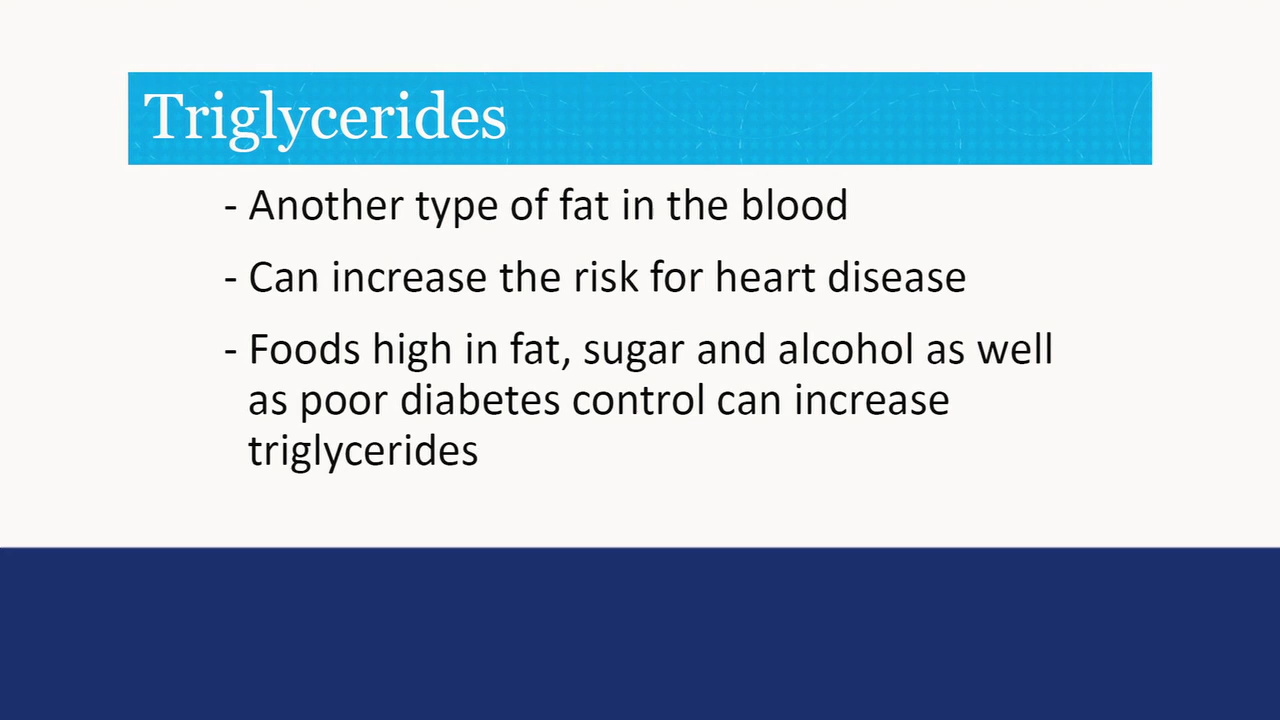 Triglycerides
- Another type of fat in the blood
- Can increase the risk for heart disease
- Foods high in fat, sugar and alcohol as well
as poor diabetes control can increase
triglycerides